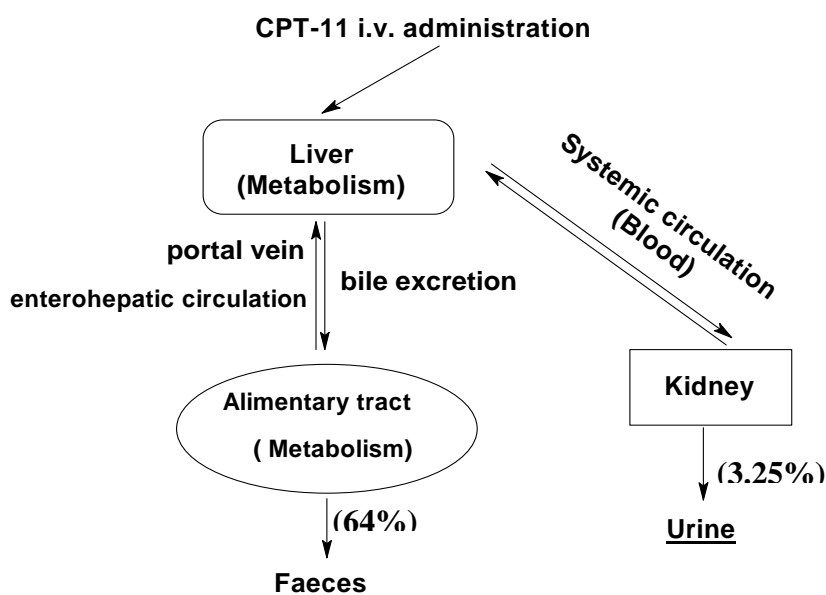 CPT-11 i.v. administration
Liver
(Metabolism)
Systemic circulation
(Blood)
portal vein
enterohepatic circulation
bile excretion
Alimentary tract
( Metabolism)
Kidney
(3.25%)
(64%)
Urine
Faeces